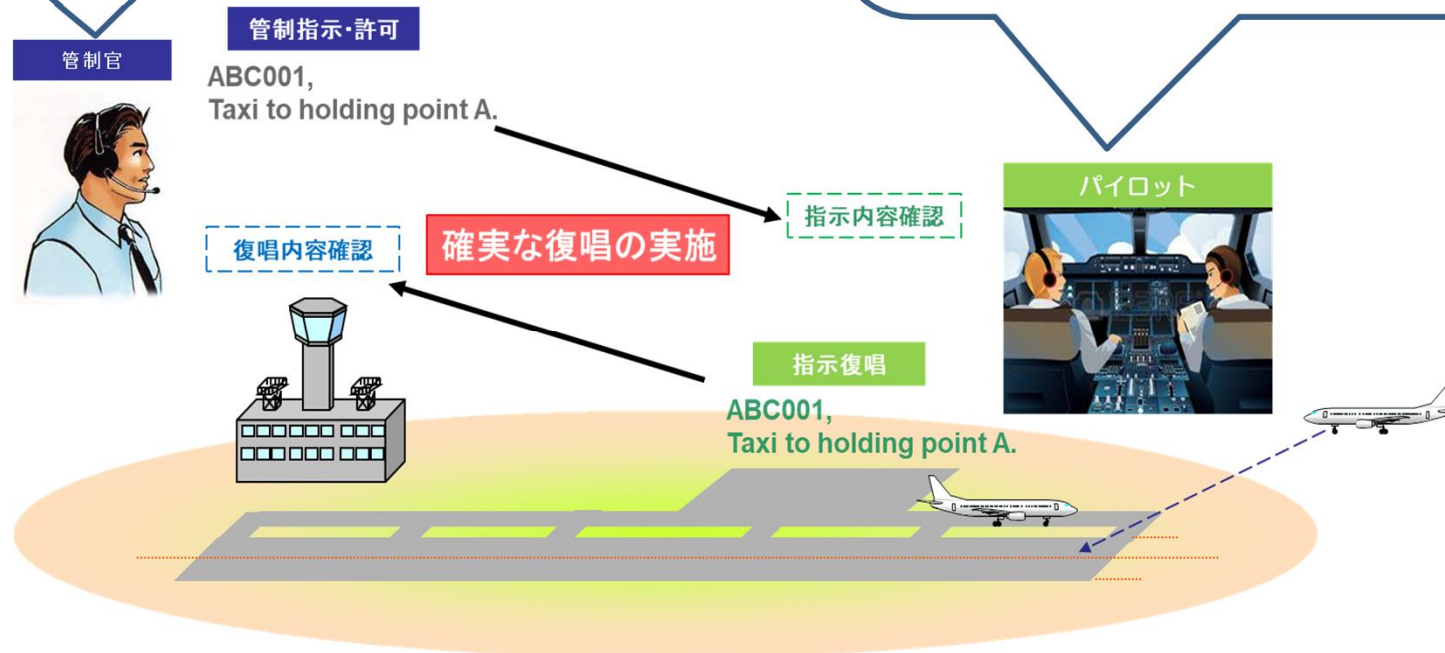 管制官
管制指示・許可
ABC001,
Taxi to holding point A.
パイロット
指示内容確認
確実な復唱の実施
復唱内容確認
指示復唱
ABC001,
Taxi to holding point A.